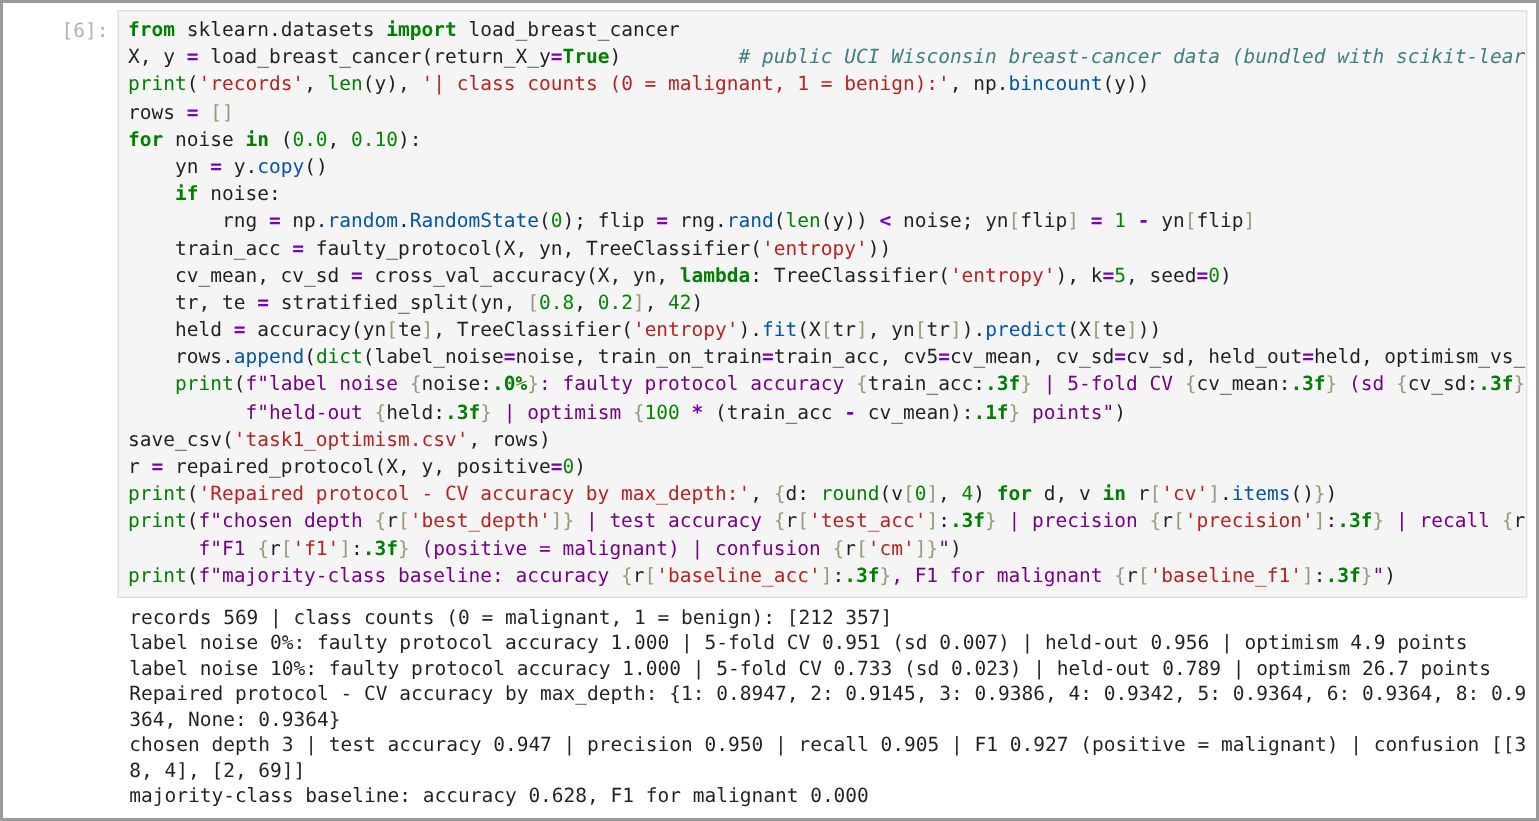 [6]:
from sklearn.datasets import load_breast_cancer
X, y = load_breast_cancer(return_X_y=True)          # public UCI Wisconsin breast-cancer data (bundled with scikit-lear
print('records', len(y), '| class counts (0 = malignant, 1 = benign):', np.bincount(y))
rows = []
for noise in (0.0, 0.10):
    yn = y.copy()
    if noise:
        rng = np.random.RandomState(0); flip = rng.rand(len(y)) < noise; yn[flip] = 1 - yn[flip]
    train_acc = faulty_protocol(X, yn, TreeClassifier('entropy'))
    cv_mean, cv_sd = cross_val_accuracy(X, yn, lambda: TreeClassifier('entropy'), k=5, seed=0)
    tr, te = stratified_split(yn, [0.8, 0.2], 42)
    held = accuracy(yn[te], TreeClassifier('entropy').fit(X[tr], yn[tr]).predict(X[te]))
    rows.append(dict(label_noise=noise, train_on_train=train_acc, cv5=cv_mean, cv_sd=cv_sd, held_out=held, optimism_vs_
    print(f"label noise {noise:.0%}: faulty protocol accuracy {train_acc:.3f} | 5-fold CV {cv_mean:.3f} (sd {cv_sd:.3f}
          f"held-out {held:.3f} | optimism {100 * (train_acc - cv_mean):.1f} points")
save_csv('task1_optimism.csv', rows)
r = repaired_protocol(X, y, positive=0)
print('Repaired protocol - CV accuracy by max_depth:', {d: round(v[0], 4) for d, v in r['cv'].items()})
print(f"chosen depth {r['best_depth']} | test accuracy {r['test_acc']:.3f} | precision {r['precision']:.3f} | recall {r
      f"F1 {r['f1']:.3f} (positive = malignant) | confusion {r['cm']}")
print(f"majority-class baseline: accuracy {r['baseline_acc']:.3f}, F1 for malignant {r['baseline_f1']:.3f}")
records 569 | class counts (0 = malignant, 1 = benign): [212 357]
label noise 0%: faulty protocol accuracy 1.000 | 5-fold CV 0.951 (sd 0.007) | held-out 0.956 | optimism 4.9 points
label noise 10%: faulty protocol accuracy 1.000 | 5-fold CV 0.733 (sd 0.023) | held-out 0.789 | optimism 26.7 points
Repaired protocol - CV accuracy by max_depth: {1: 0.8947, 2: 0.9145, 3: 0.9386, 4: 0.9342, 5: 0.9364, 6: 0.9364, 8: 0.9
364, None: 0.9364}
chosen depth 3 | test accuracy 0.947 | precision 0.950 | recall 0.905 | F1 0.927 (positive = malignant) | confusion [[3
8, 4], [2, 69]]
majority-class baseline: accuracy 0.628, F1 for malignant 0.000